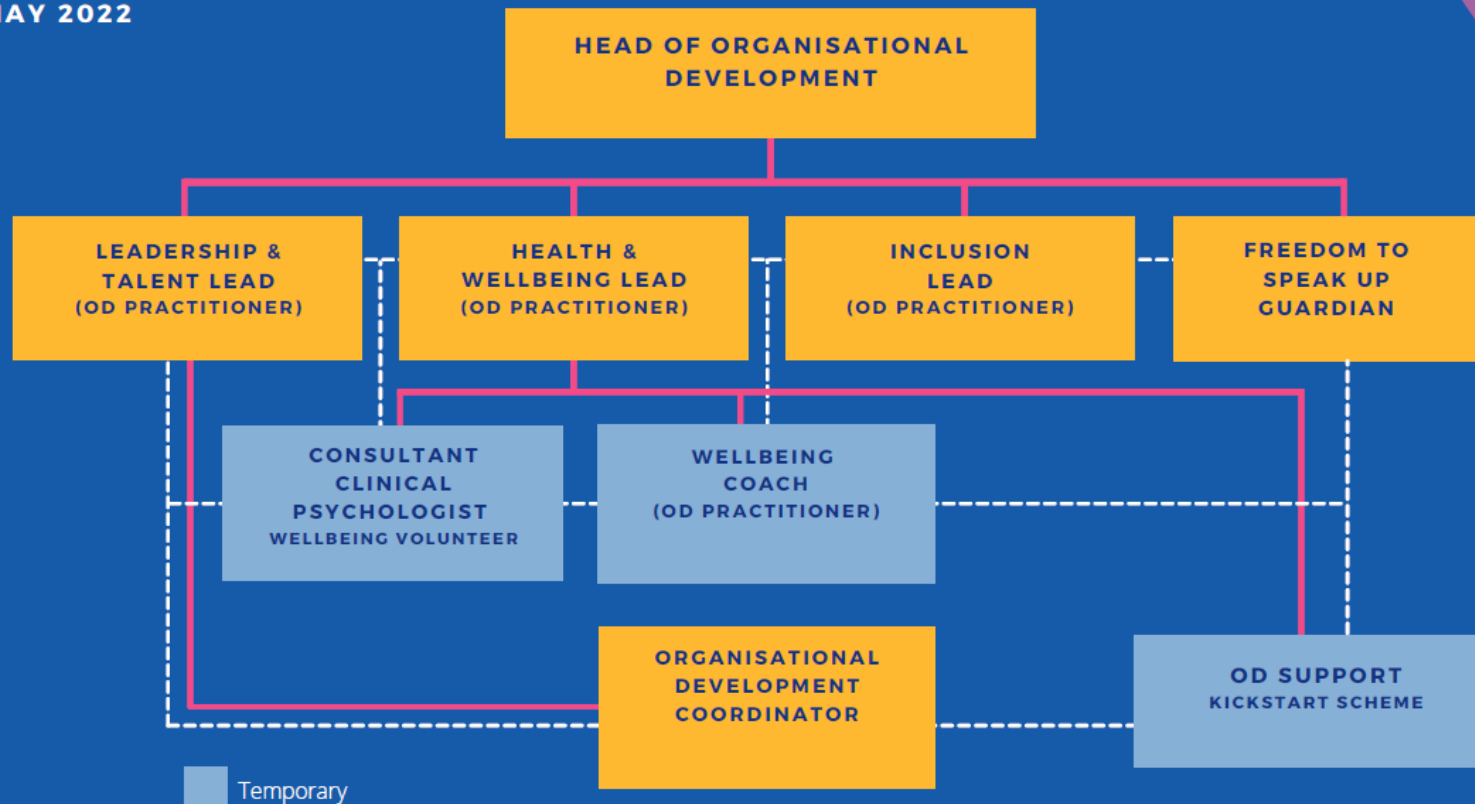 MAY 2022
HEAD OF ORGANISATIONAL
DEVELOPMENT
LEADERSHIP &
TALENT LEAD
(OD PRACTITIONER)
HEALTH &
WELLBEING LEAD
(OD PRACTITIONER)
INCLUSION
LEAD
(OD PRACTITIONER)
FREEDOM TO
SPEAK UP
GUARDIAN
CONSULTANT
CLINICAL
PSYCHOLOGIST
WELLBEING VOLUNTEER
WELLBEING
COACH
(OD PRACTITIONER)
ORGANISATIONAL
DEVELOPMENT
COORDINATOR
OD SUPPORT
KICKSTART SCHEME
Temporary